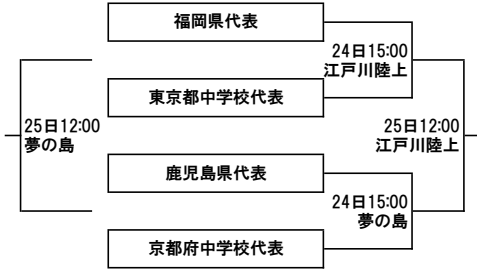 福岡県代表
24日15:00
江戸川陸上
東京都中学校代表
25日12:00
夢の島
25日12:00
江戸川陸上
鹿児島県代表
24日15:00
夢の島
京都府中学校代表